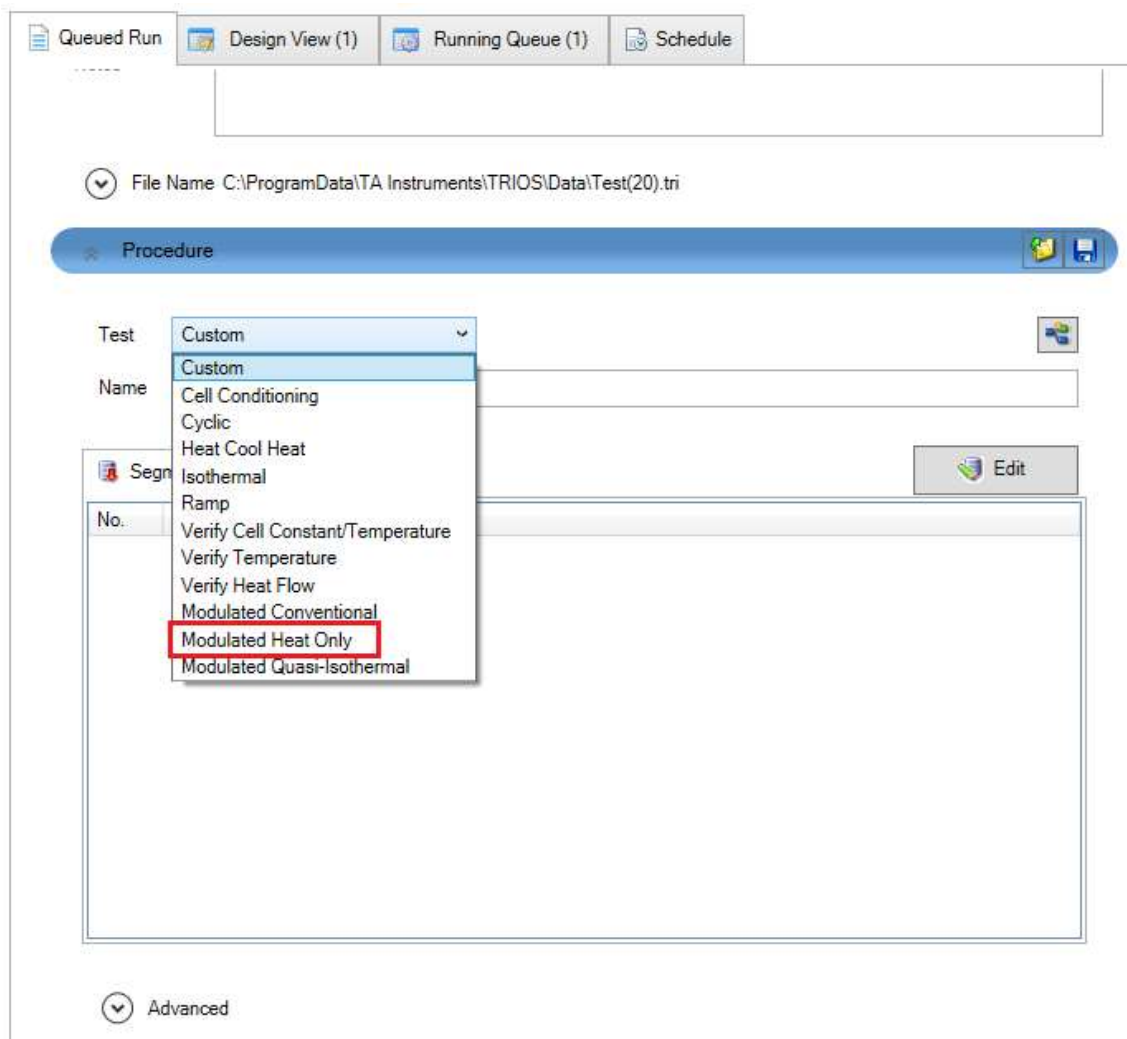 Queued Run
Design View (1)
Running Queue (1)
Schedule
File Name C:\ProgramData\TA Instruments\TRIOS\Data\Test(20).tri
Procedure
Test
Custom
Custom
Name
Cell Conditioning
Cyclic
Heat Cool Heat
Segm
Edit
Isothermal
Ramp
No.
Verify Cell Constant/Temperature
Verify Temperature
Verify Heat Flow
Modulated Conventional
Modulated Heat Only
Modulated Quasi-Isothermal
Advanced